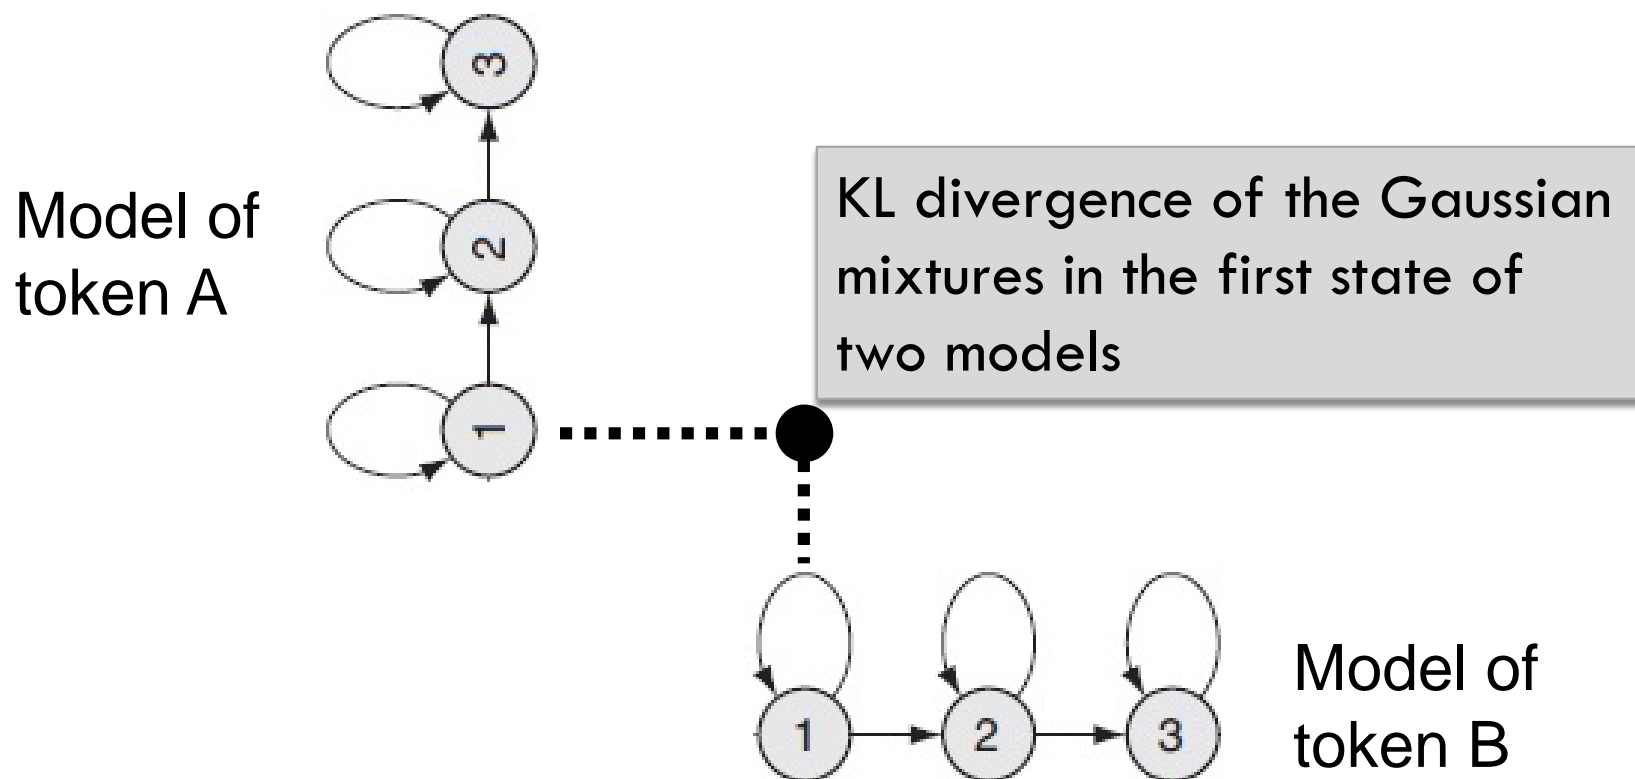 3
2
1
Model of
token A
KL divergence of the Gaussian
mixtures in the first state of
two models
1 2 3
Model of
token B